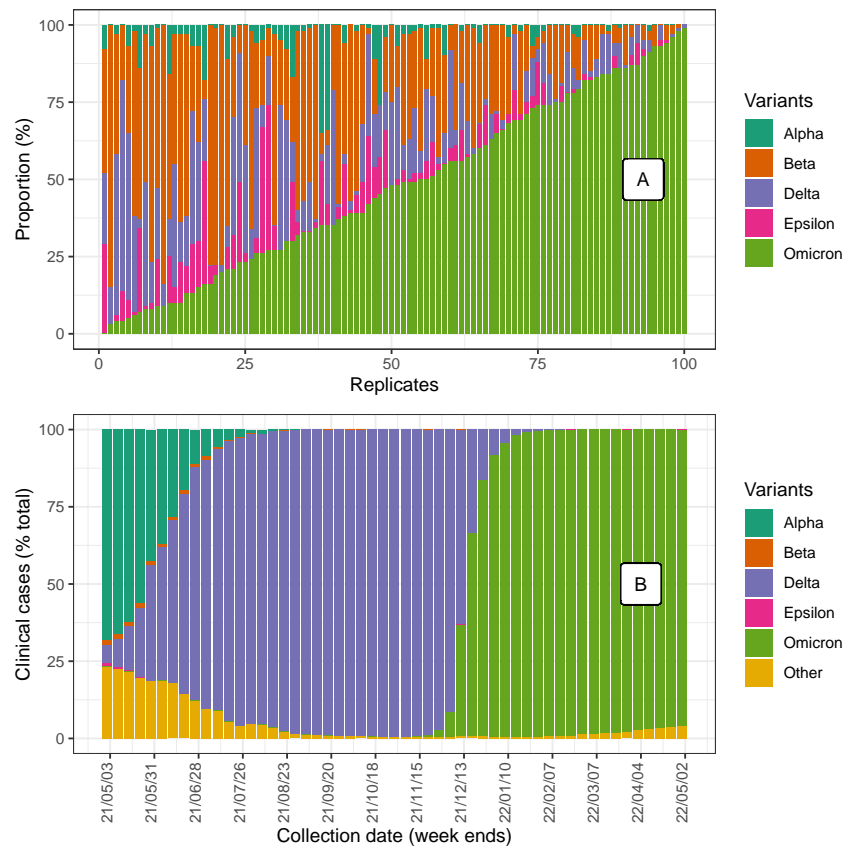 Proportion (%)
100
75
50
25
0
0
25
50
75
100
Replicates
A
Variants
Alpha
Beta
Delta
Epsilon
Omicron
Clinical cases (% total)
100
75
50
25
0
21/05/03
21/05/31
21/06/28
21/07/26
21/08/23
21/09/20
21/10/18
21/11/15
21/12/13
22/01/10
22/02/07
22/03/07
22/04/04
22/05/02
Collection date (week ends)
B
Variants
Alpha
Beta
Delta
Epsilon
Omicron
Other